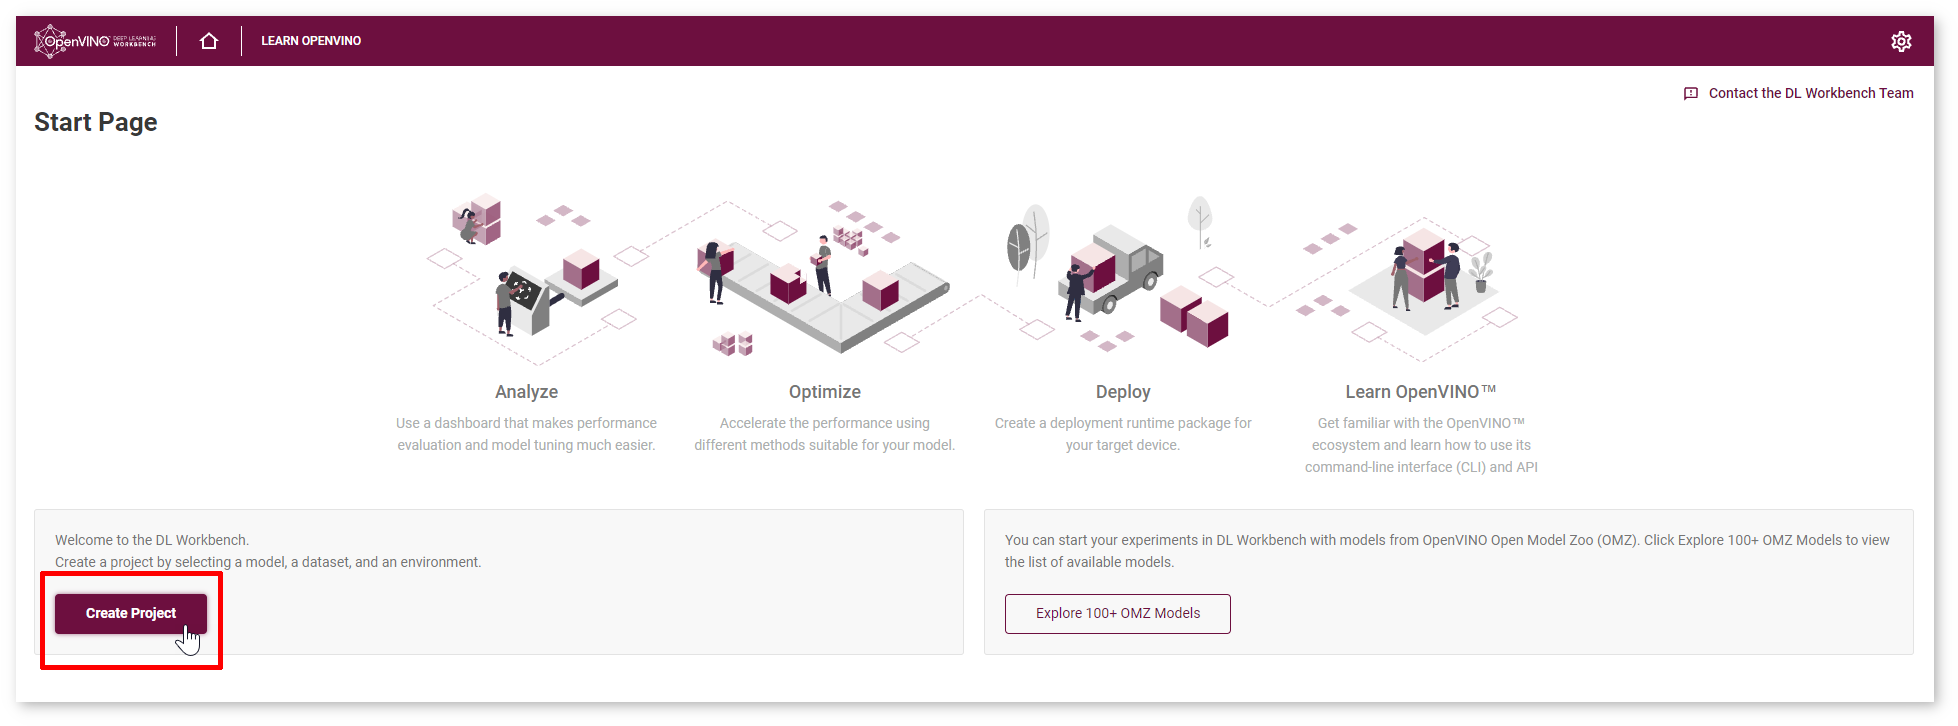 OpenVINO™ DEEP LEARNING
WORKBENCH
LEARN OPENVINO
Contact the DL Workbench Team
Start Page
Analyze
Use a dashboard that makes performance
evaluation and model tuning much easier.
Optimize
Accelerate the performance using
different methods suitable for your model.
Deploy
Create a deployment runtime package for
your target device.
Learn OpenVINO™
Get familiar with the OpenVINO™
ecosystem and learn how to use its
command-line interface (CLI) and API
Welcome to the DL Workbench.
Create a project by selecting a model, a dataset, and an environment.
Create Project
You can start your experiments in DL Workbench with models from OpenVINO Open Model Zoo (OMZ). Click Explore 100+ OMZ Models to view
the list of available models.
Explore 100+ OMZ Models